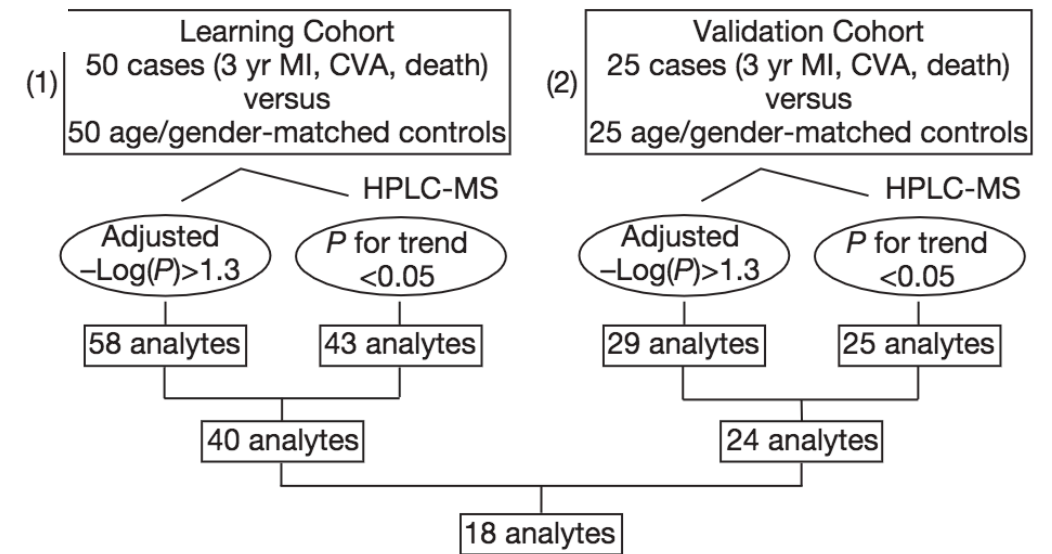 Learning Cohort
(1) 50 cases (3 yr MI, CVA, death)
versus
50 age/gender-matched controls
HPLC-MS
Adjusted
–Log(P)>1.3
P for trend
<0.05
58 analytes
43 analytes
40 analytes
Validation Cohort
(2) 25 cases (3 yr MI, CVA, death)
versus
25 age/gender-matched controls
HPLC-MS
Adjusted
–Log(P)>1.3
P for trend
<0.05
29 analytes
25 analytes
24 analytes
18 analytes